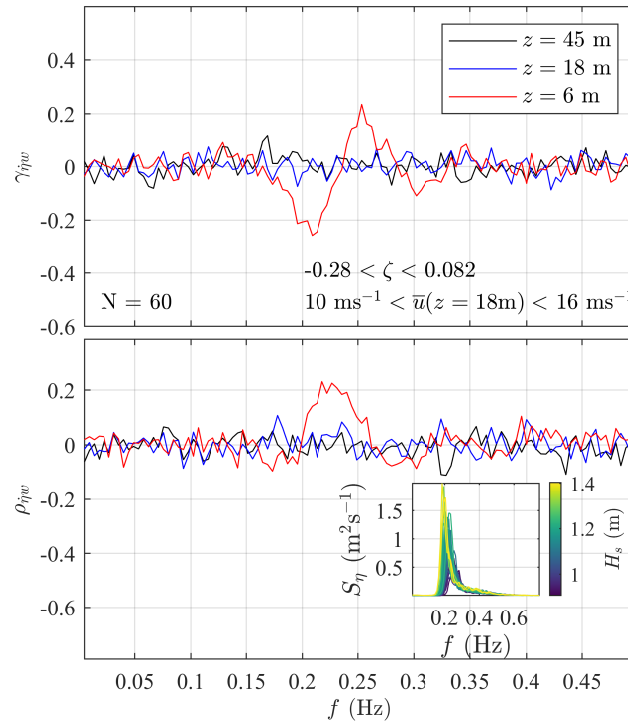 0.4
0.2
0
-0.2
-0.4
-0.6
γ_η̇w
z = 45 m
z = 18 m
z = 6 m
-0.28 < ζ < 0.082
N = 60
10 ms⁻¹ < u̅(z = 18m) < 16 ms⁻
0.2
0
-0.2
-0.4
-0.6
ρ_η̇w
1.5
1
0.5
S_η (m²s⁻¹)
0.2 0.4 0.6
f (Hz)
1.4
1.2
1
H_s (m)
0.05 0.1 0.15 0.2 0.25 0.3 0.35 0.4 0.45
f (Hz)